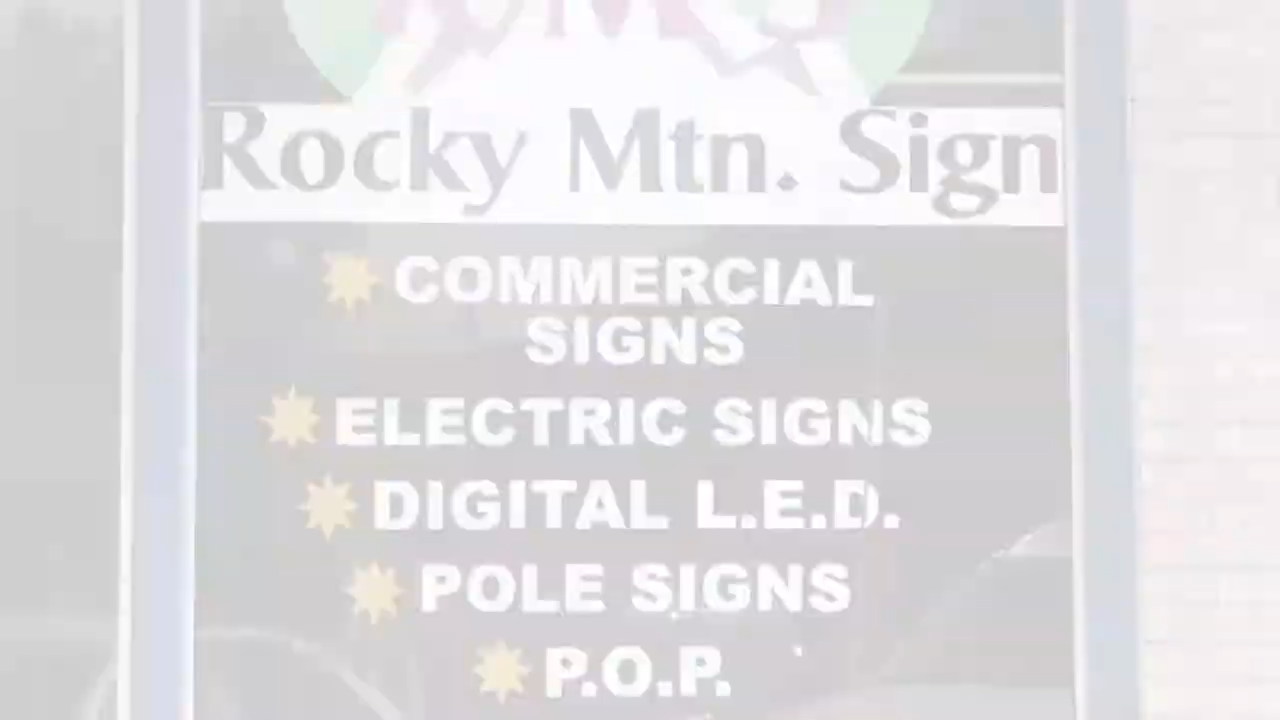 Rocky Mtn. Sign
COMMERCIAL
SIGNS
ELECTRIC SIGNS
DIGITAL L.E.D.
POLE SIGNS
P.O.P.